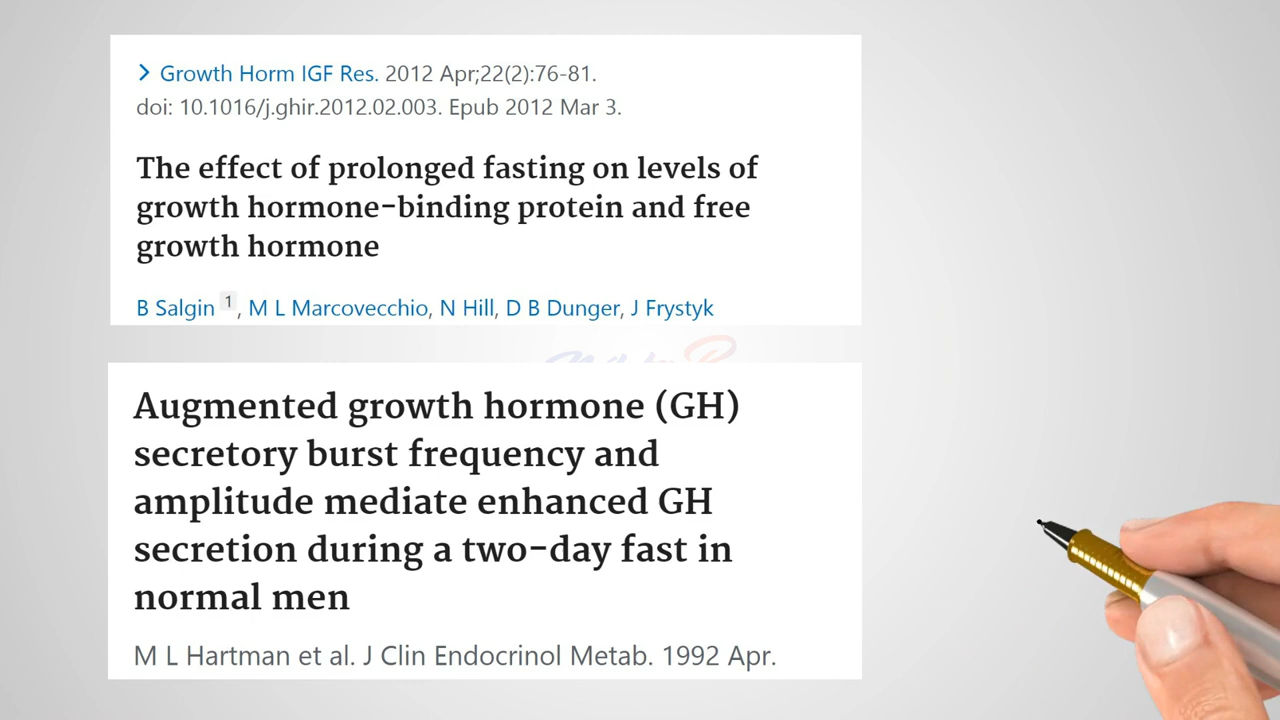 > Growth Horm IGF Res. 2012 Apr;22(2):76-81.
doi: 10.1016/j.ghir.2012.02.003. Epub 2012 Mar 3.
The effect of prolonged fasting on levels of
growth hormone-binding protein and free
growth hormone
B Salgin 1, M L Marcovecchio, N Hill, D B Dunger, J Frystyk
Augmented growth hormone (GH)
secretory burst frequency and
amplitude mediate enhanced GH
secretion during a two-day fast in
normal men
M L Hartman et al. J Clin Endocrinol Metab. 1992 Apr.